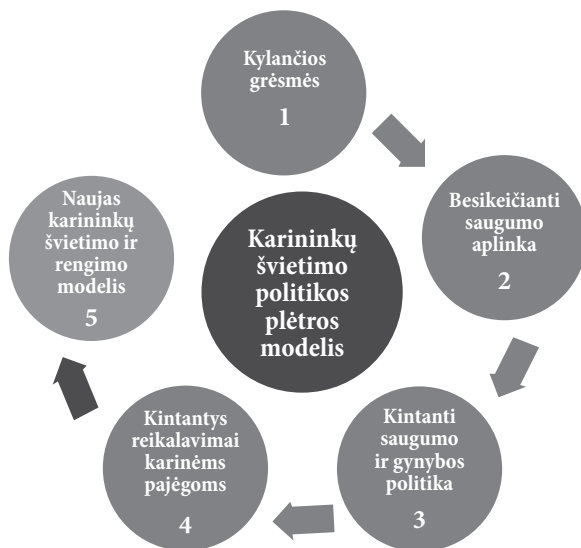 Kylančios
grėsmės
1
Besikeičianti
saugumo
aplinka
2
Kintanti
saugumo
ir gynybos
politika
3
Kintantys
reikalavimai
karinėms
pajėgoms
4
Naujas
karininkų
švietimo ir
rengimo
modelis
5
Karininkų
švietimo
politikos
plėtros
modelis